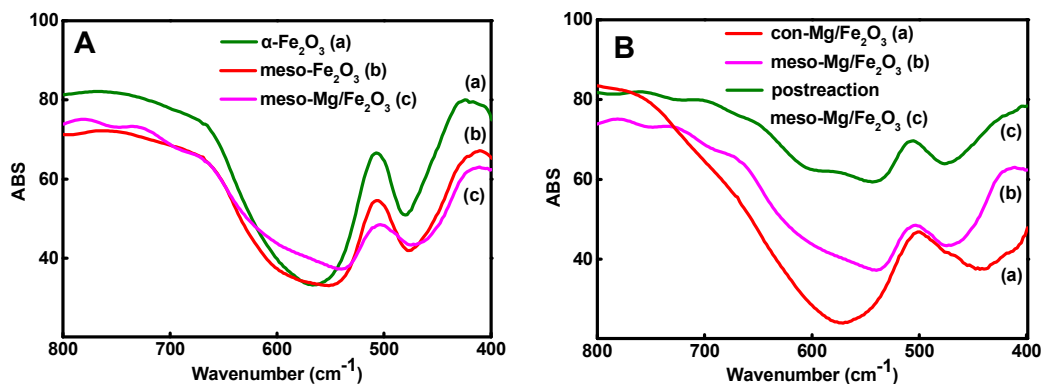 A
α-Fe₂O₃ (a)
meso-Fe₂O₃ (b)
meso-Mg/Fe₂O₃ (c)
(a)
(b)
(c)
100
80
60
40
ABS
800 700 600 500 400
Wavenumber (cm⁻¹)
B
con-Mg/Fe₂O₃ (a)
meso-Mg/Fe₂O₃ (b)
postreaction
meso-Mg/Fe₂O₃ (c)
(c)
(b)
(a)
100
80
60
40
ABS
800 700 600 500 400
Wavenumber (cm⁻¹)